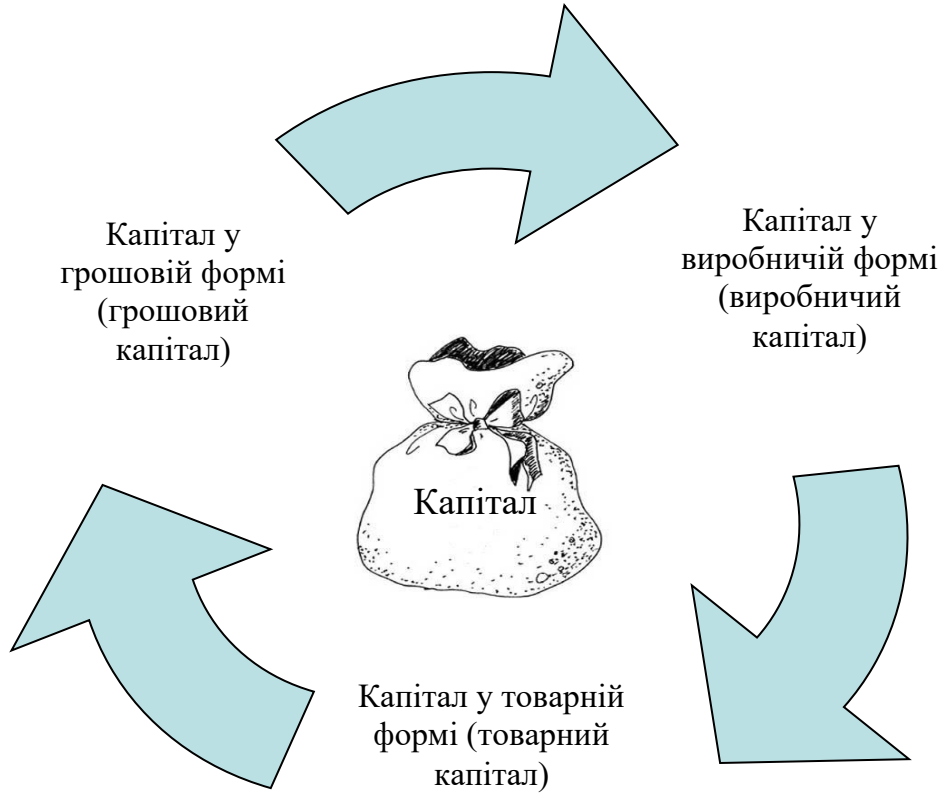 Капітал у
грошовій формі
(грошовий
капітал)
Капітал у
виробничій формі
(виробничий
капітал)
Капітал
Капітал у товарній
формі (товарний
капітал)